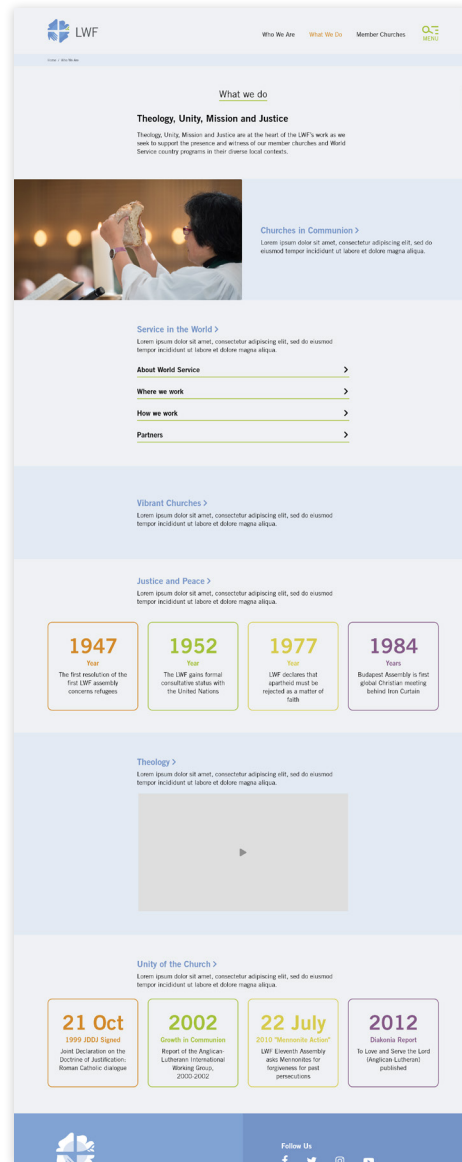 LWF
Who We Are
What We Do
Member Churches
MENU
What we do
Theology, Unity, Mission and Justice
Theology, Unity, Mission and Justice are at the heart of the LWF's work as we
seek to support the presence and witness of our member churches and World
Service country programs in their diverse local contexts.
Churches in Communion >
Lorem ipsum dolor sit amet, consectetur adipiscing elit, sed do
eiusmod tempor incididunt ut labore et dolore magna aliqua.
Service in the World >
Lorem ipsum dolor sit amet, consectetur adipiscing elit, sed do eiusmod
tempor incididunt ut labore et dolore magna aliqua.
About World Service
Where we work
How we work
Partners
Vibrant Churches >
Lorem ipsum dolor sit amet, consectetur adipiscing elit, sed do eiusmod
tempor incididunt ut labore et dolore magna aliqua.
Justice and Peace >
Lorem ipsum dolor sit amet, consectetur adipiscing elit, sed do eiusmod
tempor incididunt ut labore et dolore magna aliqua.
1947
Year
The first resolution of the
first LWF assembly
concerns refugees
1952
Year
The LWF gains formal
consultative status with
the United Nations
1977
Year
LWF declares that
apartheid must be
rejected as a matter of
faith
1984
Years
Budapest Assembly is first
global Christian meeting
behind Iron Curtain
Theology >
Lorem ipsum dolor sit amet, consectetur adipiscing elit, sed do eiusmod
tempor incididunt ut labore et dolore magna aliqua.
Unity of the Church >
Lorem ipsum dolor sit amet, consectetur adipiscing elit, sed do eiusmod
tempor incididunt ut labore et dolore magna aliqua.
21 Oct
1999 JDDJ Signed
Joint Declaration on the
Doctrine of Justification:
Roman Catholic dialogue
2002
Growth in Communion
Report of the Anglican-
Lutherann International
Working Group,
2000-2002
22 July
2010 "Mennonite Action"
LWF Eleventh Assembly
asks Mennonites for
forgiveness for past
persecutions
2012
Diakonia Report
To Love and Serve the Lord
(Anglican-Lutheran)
published
Follow Us